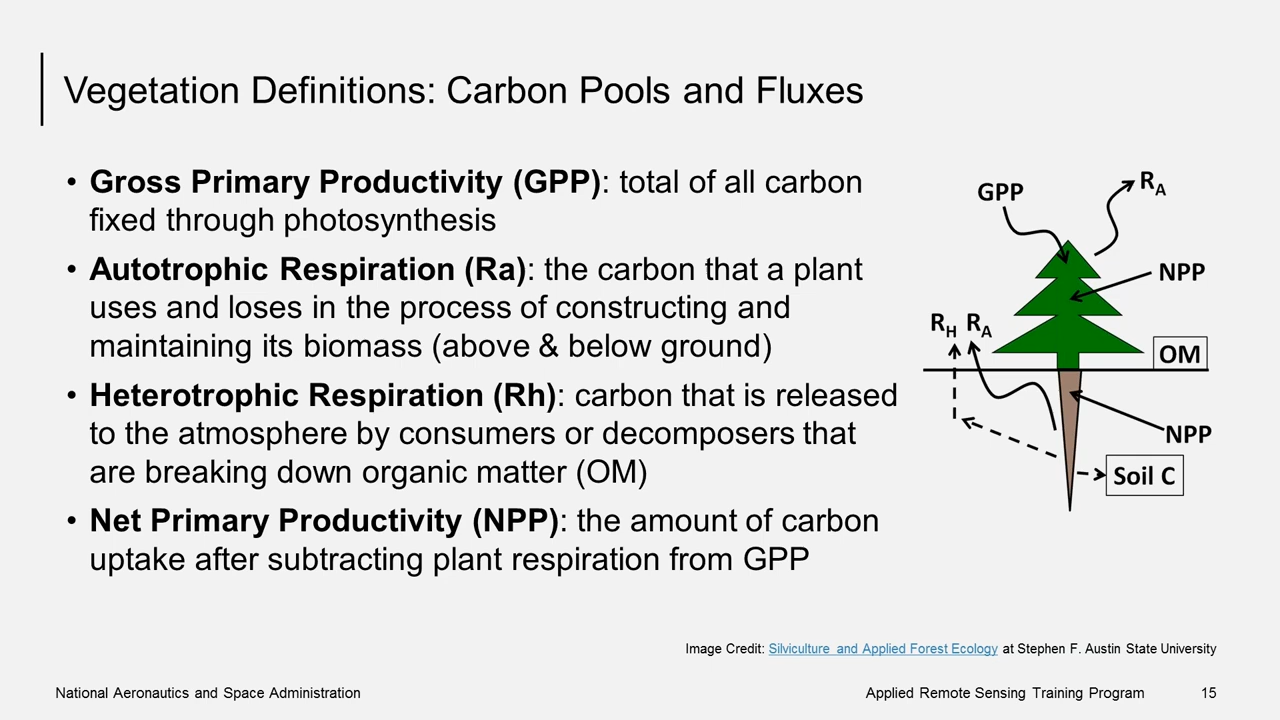 Vegetation Definitions: Carbon Pools and Fluxes
• Gross Primary Productivity (GPP): total of all carbon
fixed through photosynthesis
• Autotrophic Respiration (Ra): the carbon that a plant
uses and loses in the process of constructing and
maintaining its biomass (above & below ground)
• Heterotrophic Respiration (Rh): carbon that is released
to the atmosphere by consumers or decomposers that
are breaking down organic matter (OM)
• Net Primary Productivity (NPP): the amount of carbon
uptake after subtracting plant respiration from GPP
GPP
RA
NPP
RH RA
OM
NPP
Soil C
Image Credit: Silviculture and Applied Forest Ecology at Stephen F. Austin State University
National Aeronautics and Space Administration
Applied Remote Sensing Training Program
15